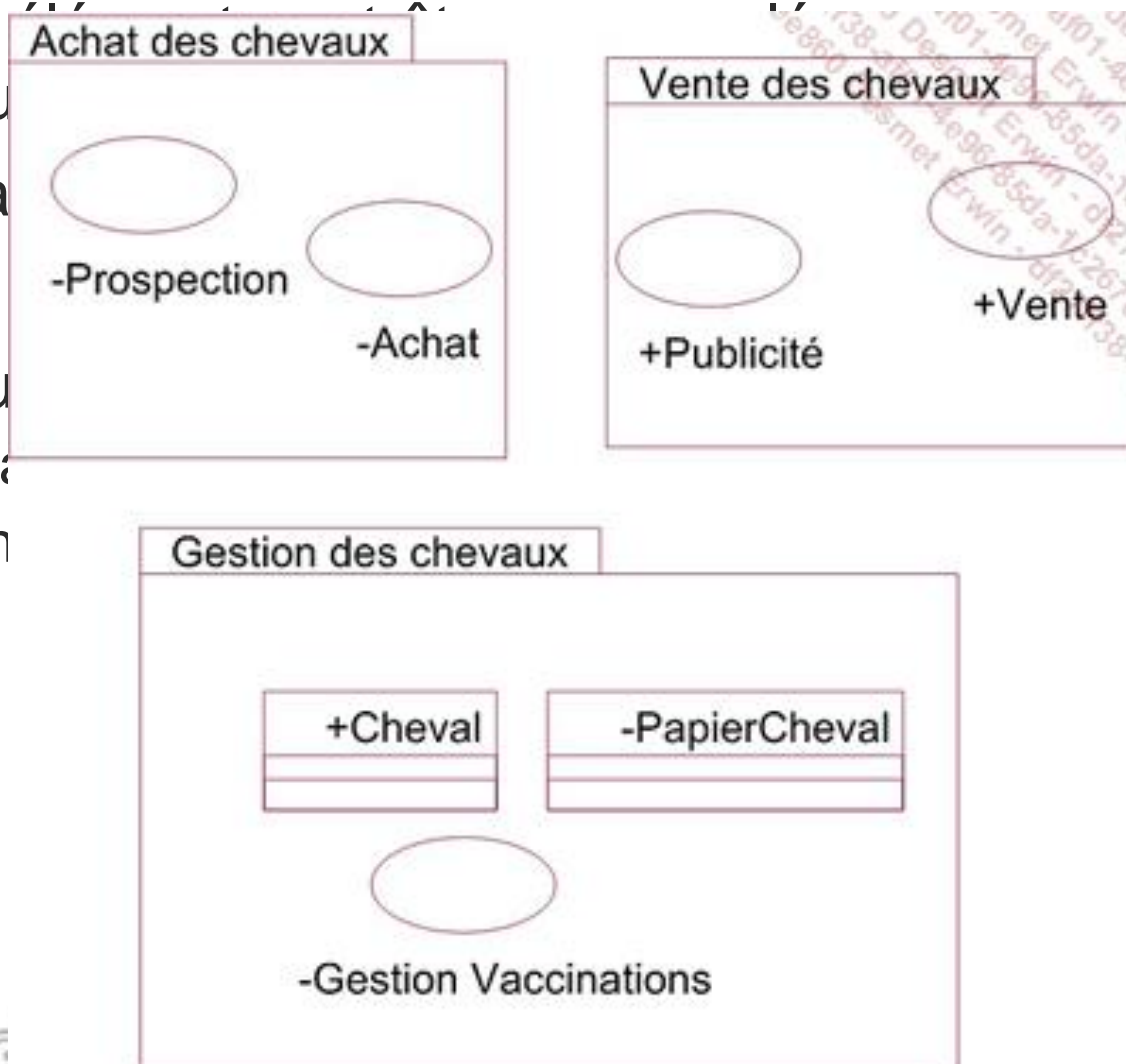 Achat des chevaux
-Prospection
-Achat
Vente des chevaux
+Publicité
+Vente
Gestion des chevaux
+Cheval
-PapierCheval
-Gestion Vaccinations